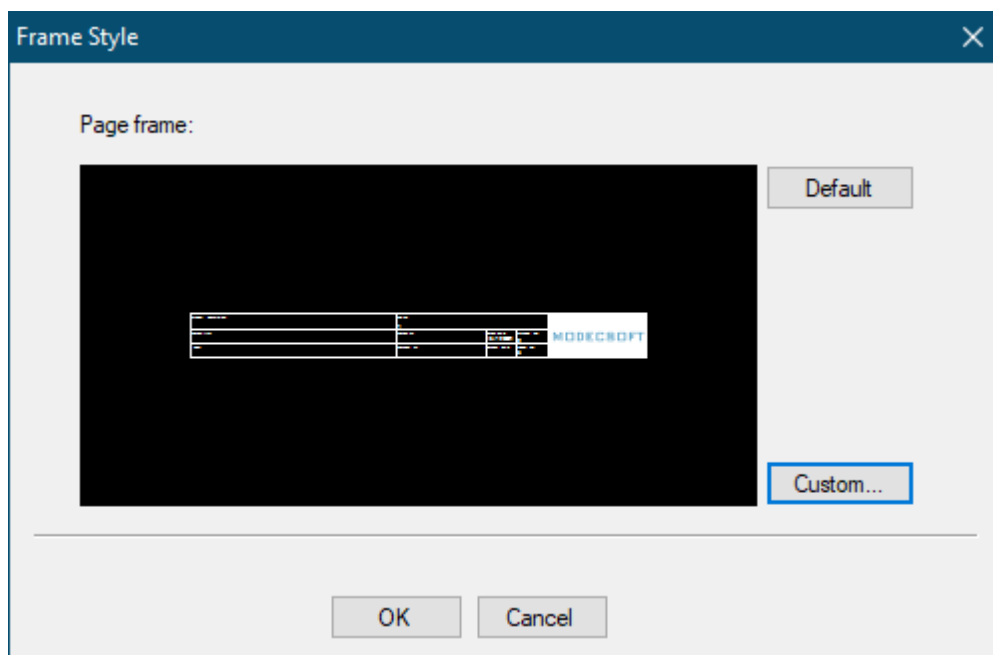 Frame Style
Page frame:
Default
MODECSOFT
Custom...
OK
Cancel